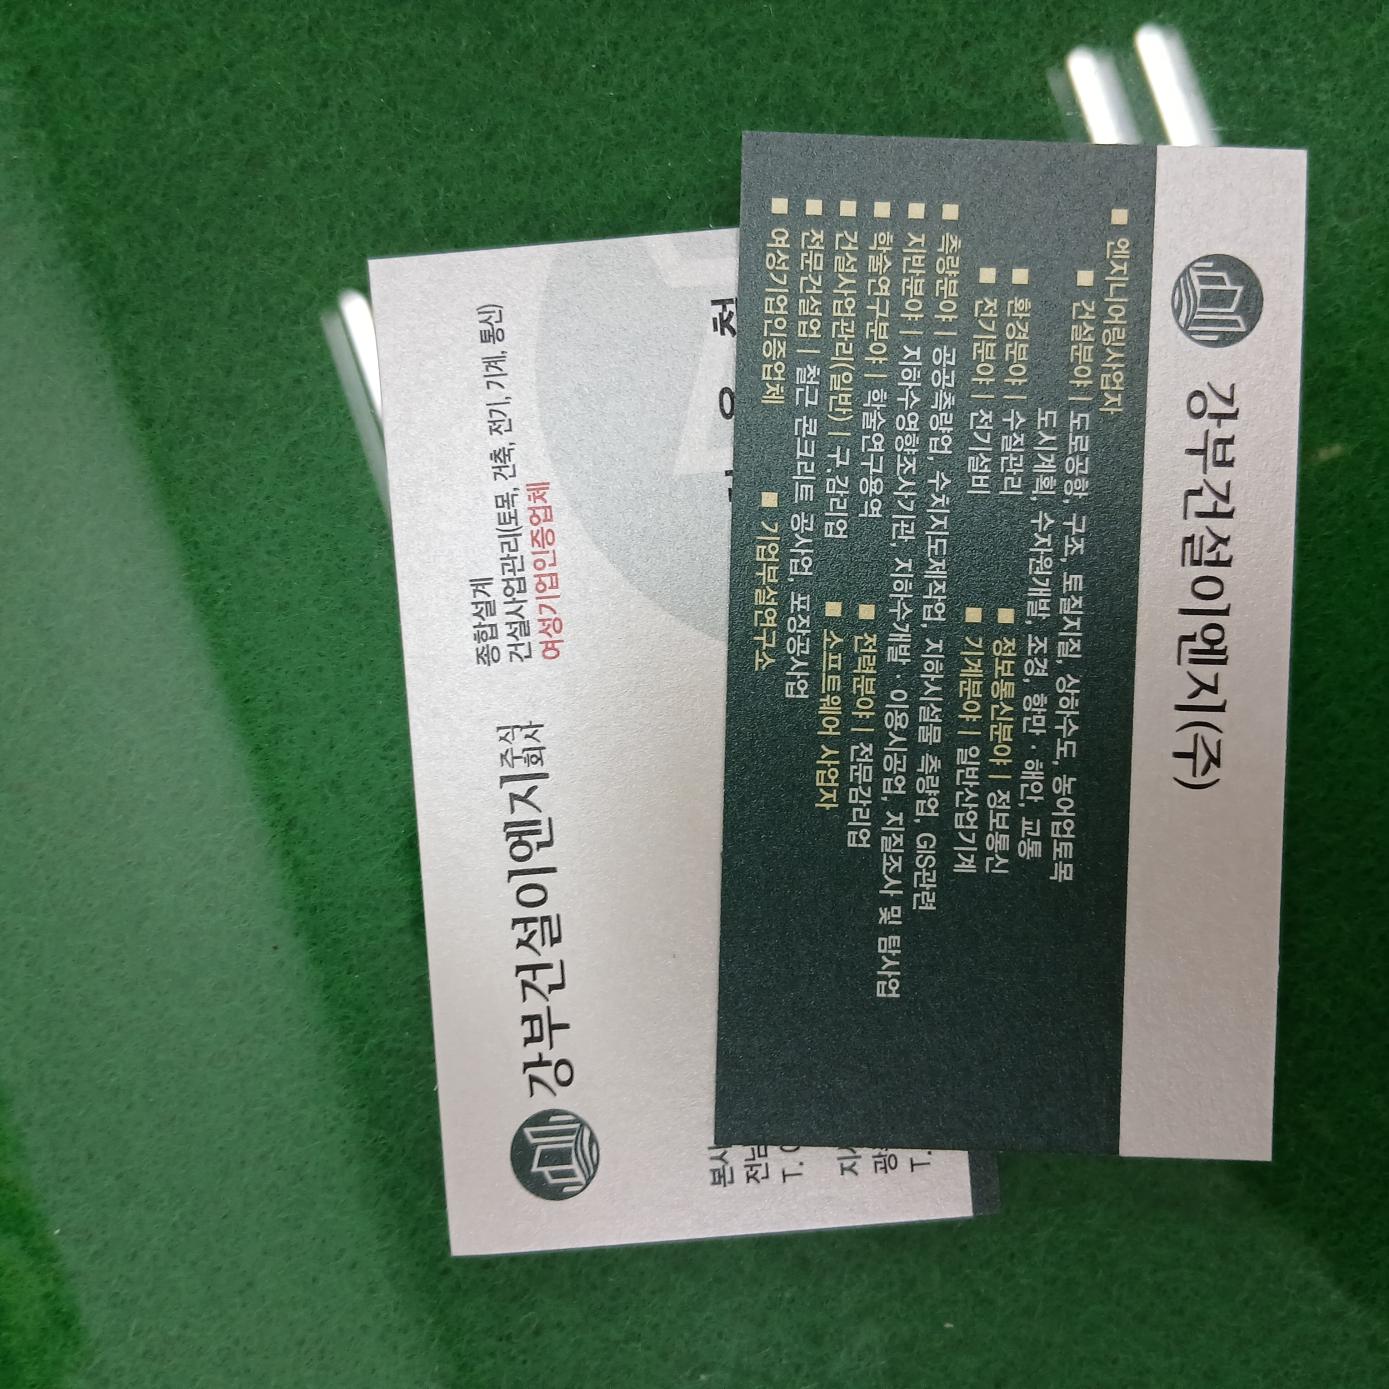 강부건설이엔지(주)
■ 엔지니어링사업자
■ 건설분야 | 도로공항, 구조, 토질지질, 상하수도, 농어업토목
도시계획, 수자원개발, 조경, 항만 · 해안, 교통
■ 환경분야 | 수질관리 ■ 정보통신분야 | 정보통신
■ 전기분야 | 전기설비 ■ 기계분야 | 일반산업기계
■ 측량분야 | 공공측량업, 수치지도제작업, 지하시설물 측량업, GIS관련
■ 지반분야 | 지하수영향조사기관, 지하수개발 · 이용시공업, 지질조사 및 탐사업
■ 학술연구분야 | 학술연구용역 ■ 전력분야 | 전문감리업
■ 건설사업관리(일반) | 구.감리업 ■ 소프트웨어 사업자
■ 전문건설업 | 철근 콘크리트 공사업, 포장공사업
■ 여성기업인증업체 ■ 기업부설연구소
강부건설이엔지 주식회사
종합설계
건설사업관리(토목, 건축, 전기, 기계, 통신)
여성기업인증업체
본사
T.
T.